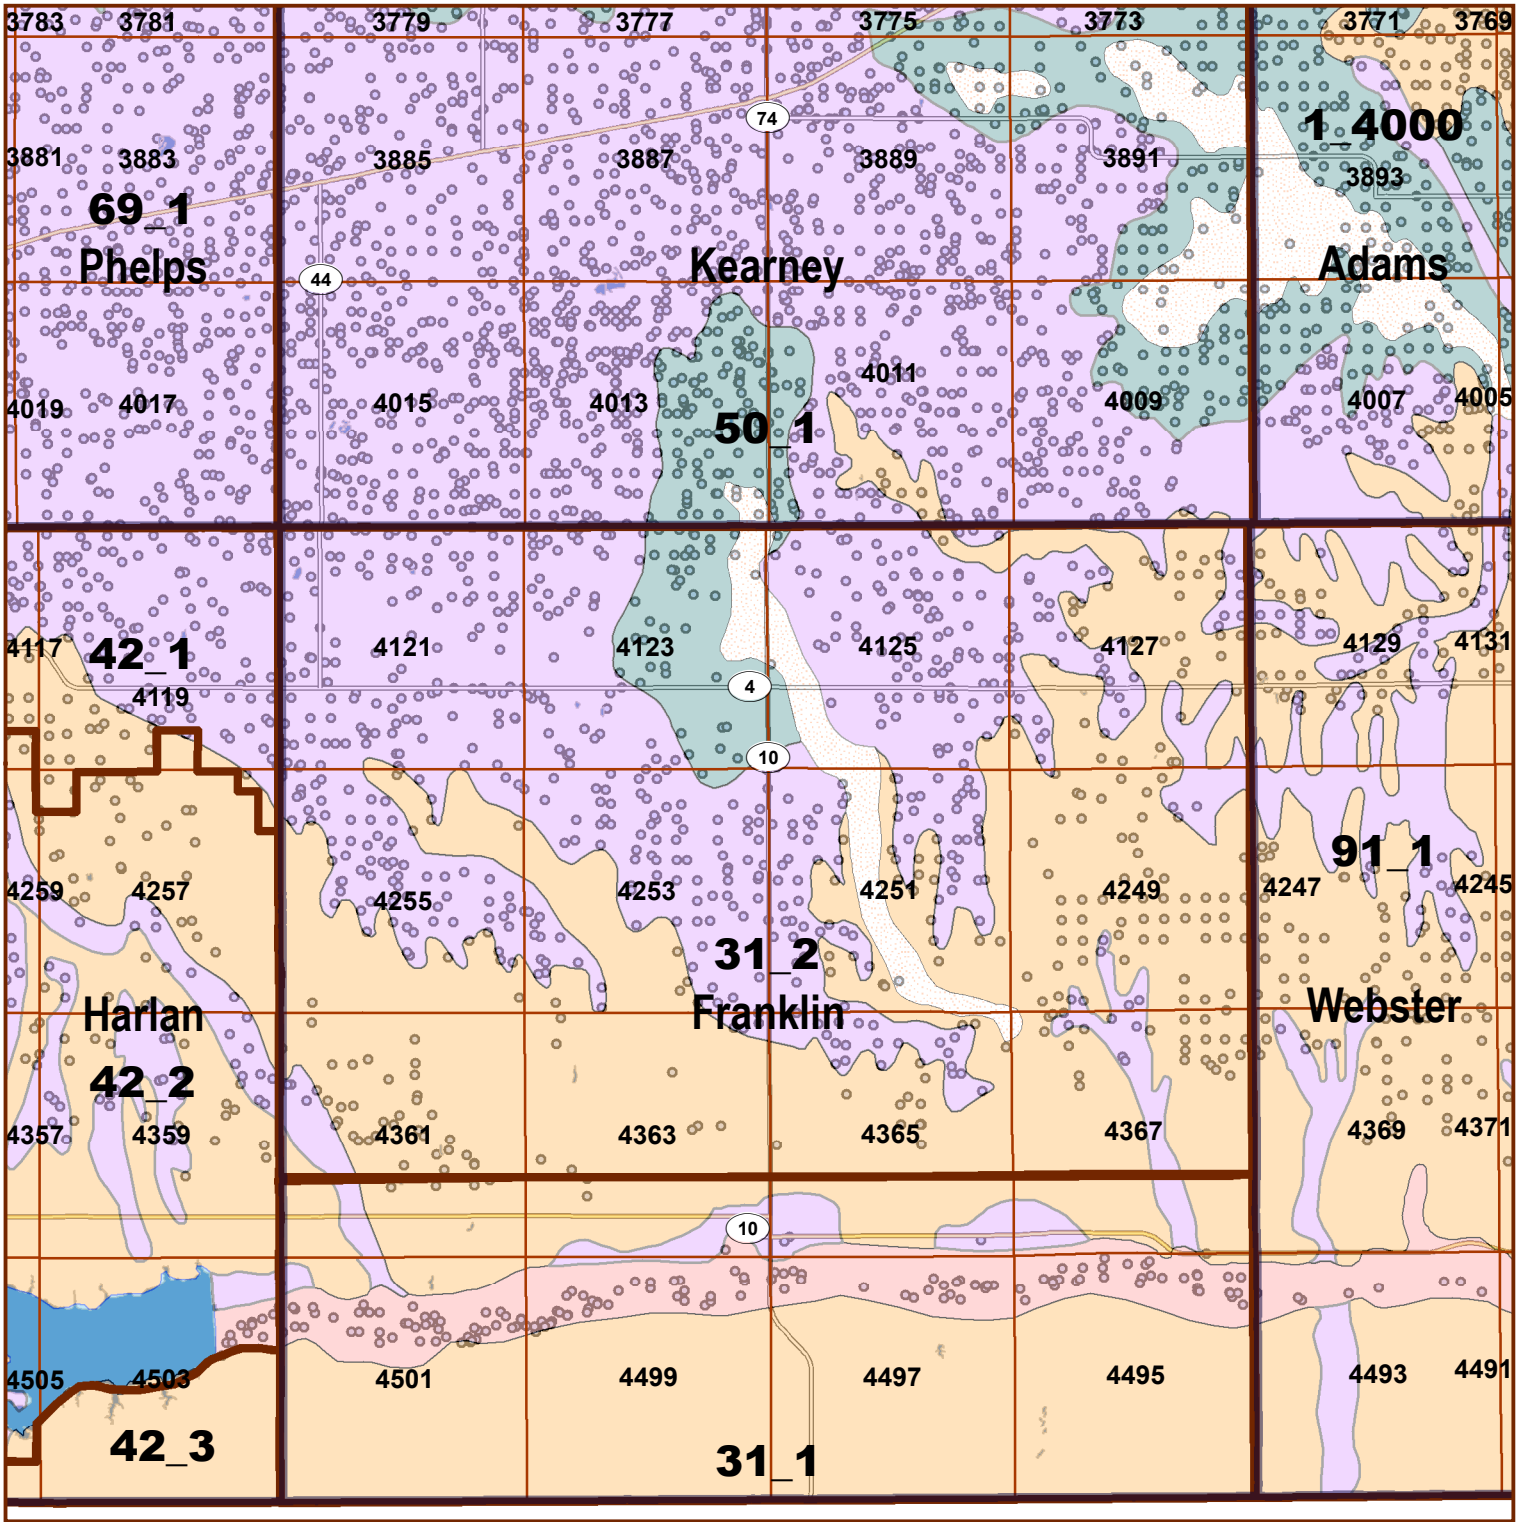 3783 3781 3779 3777 3775 3773 3771 3769
74
1_4000
3881 3883 3885 3887 3889 3891 3893
69_1
Phelps Kearney Adams
44
4019 4017 4015 4013 4011 4009 4007 4005
50_1
4117 42_1 4121 4123 4125 4127 4129 4131
4119
4
10
91_1
4259 4257 4255 4253 4251 4249 4247 4245
31_2
Harlan Franklin Webster
42_2
4357 4359 4361 4363 4365 4367 4369 4371
10
4505 4503 4501 4499 4497 4495 4493 4491
42_3 31_1